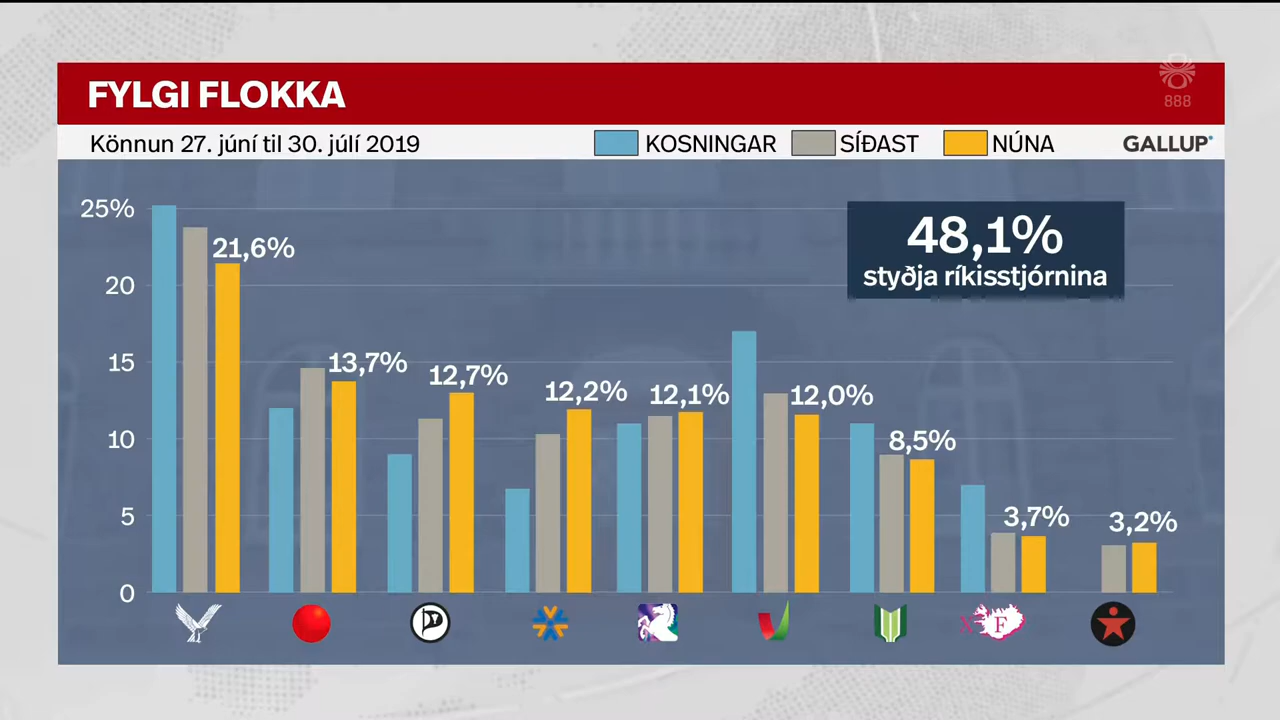 FYLGI FLOKKA
888
Könnun 27. júní til 30. júlí 2019
KOSNINGAR SÍÐAST NÚNA
GALLUP
48,1%
styðja ríkisstjórnina
25%
20
15
10
5
0
21,6%
13,7%
12,7%
12,2%
12,1%
12,0%
8,5%
3,7%
3,2%
X F